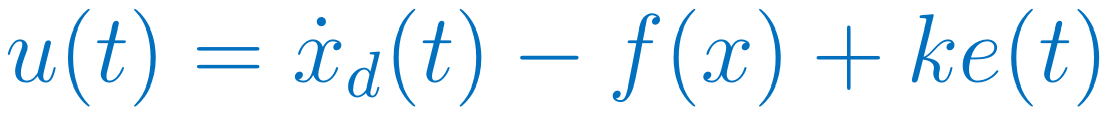 u(t) = ẋ_d(t) − f(x) + ke(t)